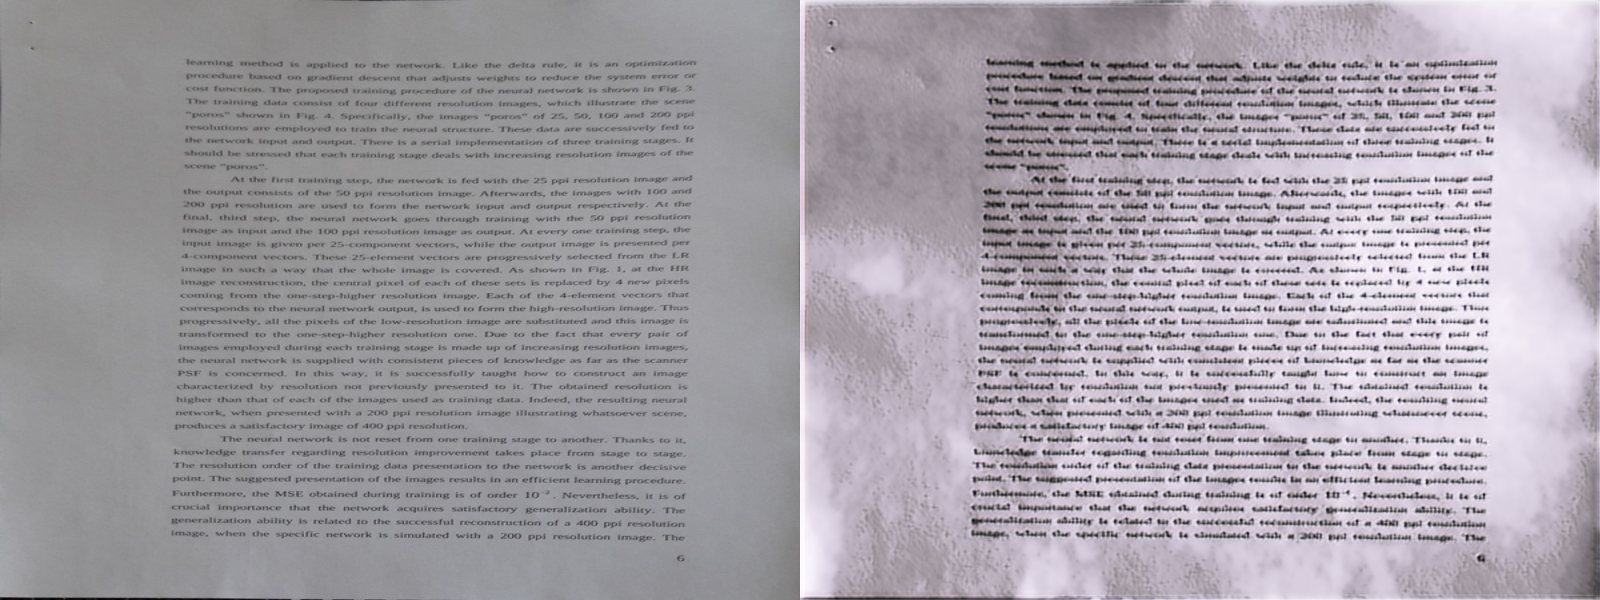 learning method is applied to the network. Like the delta rule, it is an optimization
procedure based on gradient descent that adjusts weights to reduce the system error or
cost function. The proposed training procedure of the neural network is shown in Fig. 3.
The training data consist of four different resolution images, which illustrate the scene
"poros" shown in Fig. 4. Specifically, the images "poros" of 25, 50, 100 and 200 ppi
resolutions are employed to train the neural structure. These data are successively fed to
the network input and output. There is a serial implementation of three training stages. It
should be stressed that each training stage deals with increasing resolution images of the
scene "poros".
At the first training step, the network is fed with the 25 ppi resolution image and
the output consists of the 50 ppi resolution image. Afterwards, the images with 100 and
200 ppi resolution are used to form the network input and output respectively. At the
final, third step, the neural network goes through training with the 50 ppi resolution
image as input and the 100 ppi resolution image as output. At every one training step, the
input image is given per 25-component vectors, while the output image is presented per
4-component vectors. These 25-element vectors are progressively selected from the LR
image in such a way that the whole image is covered. As shown in Fig. 1, at the HR
image reconstruction, the central pixel of each of these sets is replaced by 4 new pixels
coming from the one-step-higher resolution image. Each of the 4-element vectors that
corresponds to the neural network output, is used to form the high-resolution image. Thus
progressively, all the pixels of the low-resolution image are substituted and this image is
transformed to the one-step-higher resolution one. Due to the fact that every pair of
images employed during each training stage is made up of increasing resolution images,
the neural network is supplied with consistent pieces of knowledge as far as the scanner
PSF is concerned. In this way, it is successfully taught how to construct an image
characterized by resolution not previously presented to it. The obtained resolution is
higher than that of each of the images used as training data. Indeed, the resulting neural
network, when presented with a 200 ppi resolution image illustrating whatsoever scene,
produces a satisfactory image of 400 ppi resolution.
The neural network is not reset from one training stage to another. Thanks to it,
knowledge transfer regarding resolution improvement takes place from stage to stage.
The resolution order of the training data presentation to the network is another decisive
point. The suggested presentation of the images results in an efficient learning procedure.
Furthermore, the MSE obtained during training is of order . Nevertheless, it is of
crucial importance that the network acquires satisfactory generalization ability. The
generalization ability is related to the successful reconstruction of a 400 ppi resolution
image, when the specific network is simulated with a 200 ppi resolution image. The
6